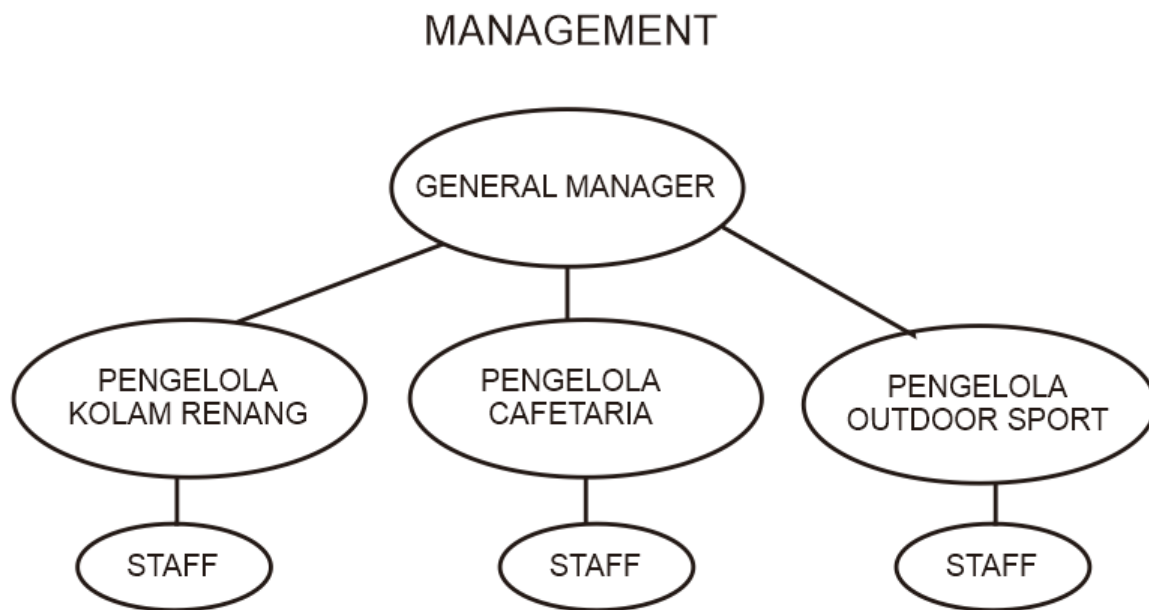 MANAGEMENT
GENERAL MANAGER
PENGELOLA
KOLAM RENANG
PENGELOLA
CAFETARIA
PENGELOLA
OUTDOOR SPORT
STAFF
STAFF
STAFF